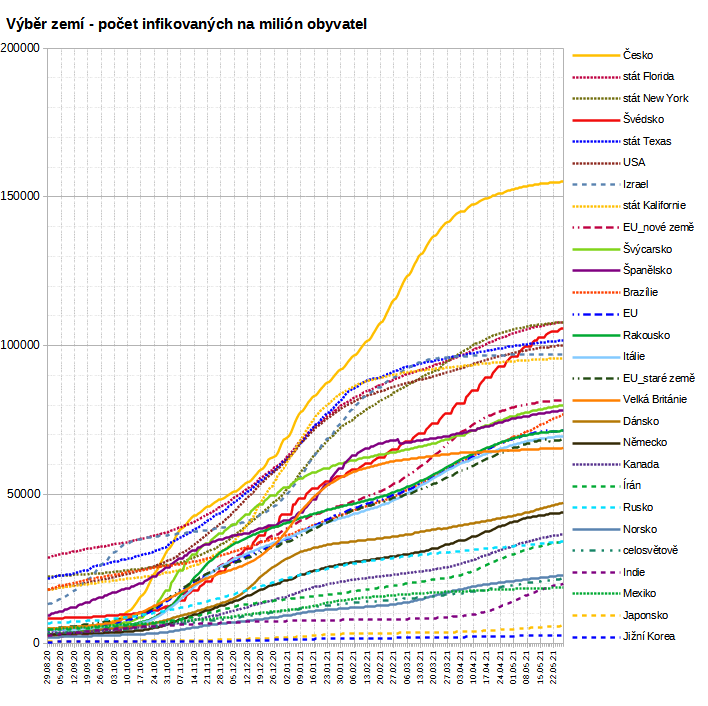 Výběr zemí - počet infikovaných na milión obyvatel
200000
150000
100000
50000
0
Česko
stát Florida
stát New York
Švédsko
stát Texas
USA
Izrael
stát Kalifornie
EU_nové země
Švýcarsko
Španělsko
Brazílie
EU
Rakousko
Itálie
EU_staré země
Velká Británie
Dánsko
Německo
Kanada
Írán
Rusko
Norsko
celosvětově
Indie
Mexiko
Japonsko
Jižní Korea
29.08.20
05.09.20
12.09.20
19.09.20
26.09.20
03.10.20
10.10.20
17.10.20
24.10.20
31.10.20
07.11.20
14.11.20
21.11.20
28.11.20
05.12.20
12.12.20
19.12.20
26.12.20
02.01.21
09.01.21
16.01.21
23.01.21
30.01.21
06.02.21
13.02.21
20.02.21
27.02.21
06.03.21
13.03.21
20.03.21
27.03.21
03.04.21
10.04.21
17.04.21
24.04.21
01.05.21
08.05.21
15.05.21
22.05.21